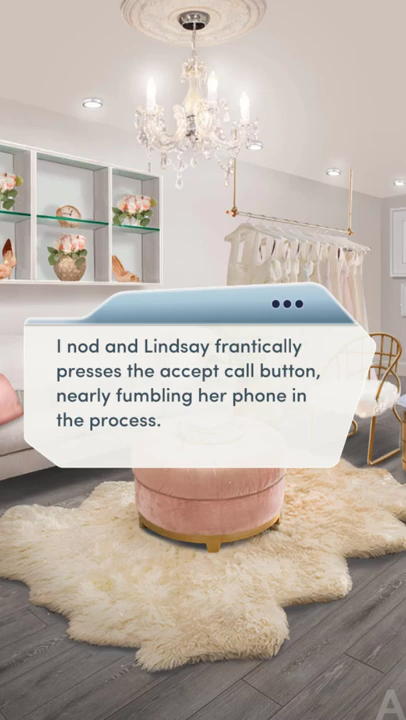 I nod and Lindsay frantically
presses the accept call button,
nearly fumbling her phone in
the process.
A